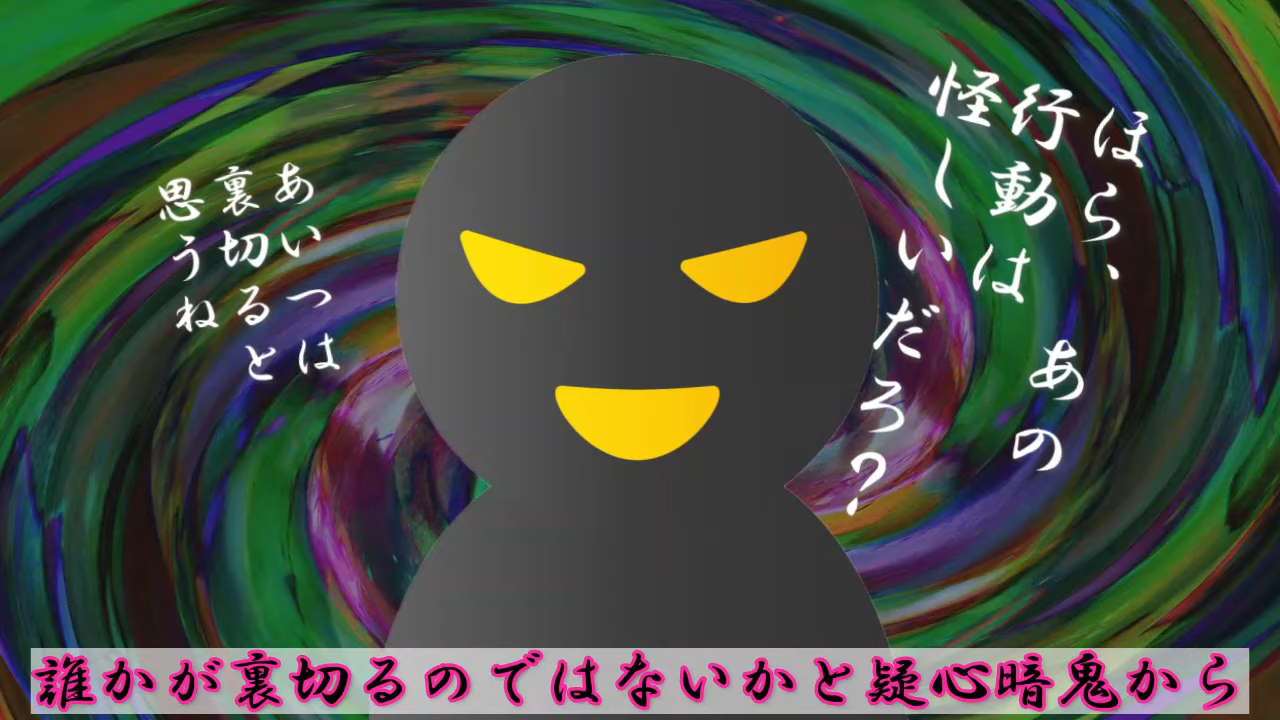 ほら、あの
行動は
怪しいだろ？
あいつは
裏切ると
思うね
誰かが裏切るのではないかと疑心暗鬼から